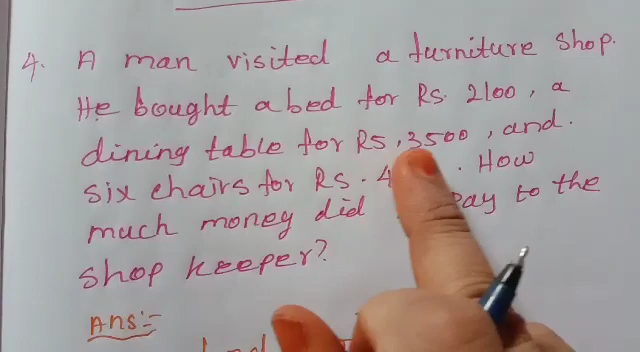 4. A man visited a furniture shop.
He bought a bed for Rs. 2100, a
dining table for Rs. 3500, and.
six chairs for Rs. 4 . How
much money did pay to the
shop keeper?
Ans:-